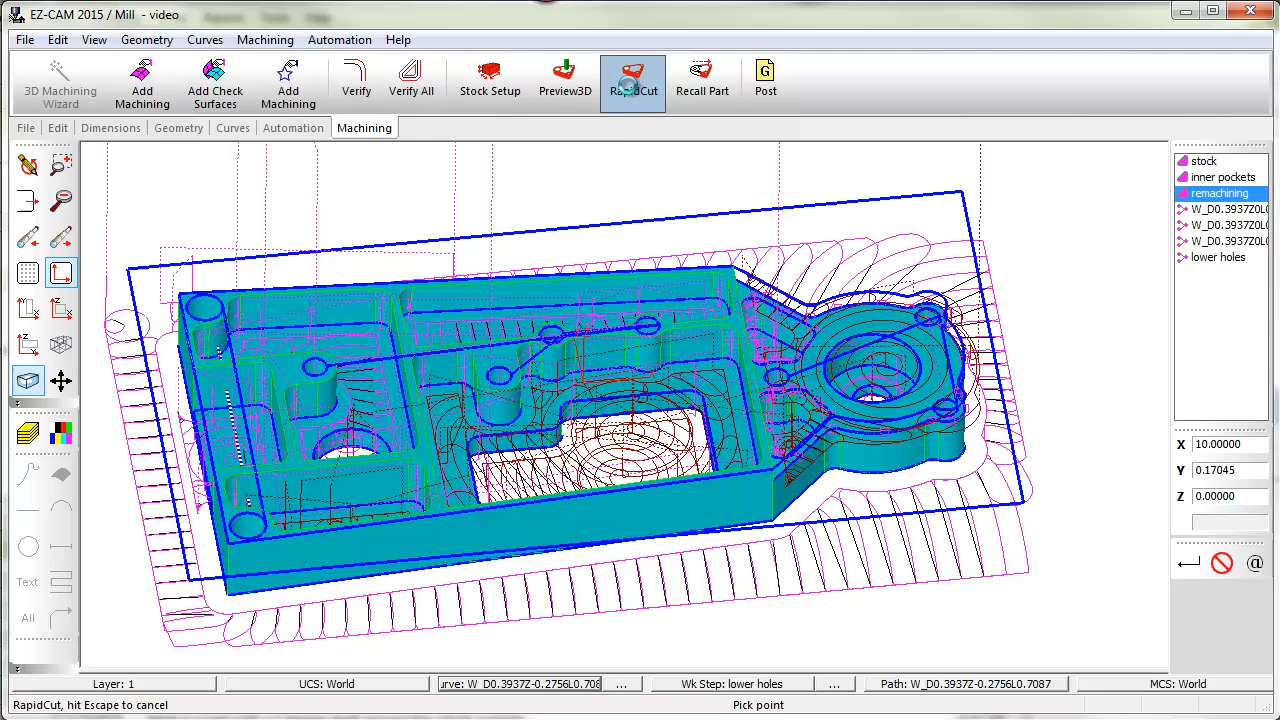 EZ-CAM 2015 / Mill - video
File Edit View Geometry Curves Machining Automation Help
3D Machining Wizard
Add Machining
Add Check Surfaces
Add Machining
Verify
Verify All
Stock Setup
Preview3D
RapidCut
Recall Part
G
Post
File Edit Dimensions Geometry Curves Automation Machining
stock
inner pockets
remachining
W_D0.3937Z0L(
W_D0.3937Z0L(
W_D0.3937Z0L(
lower holes
X 10.00000
Y 0.17045
Z 0.00000
@
Text
All
Layer: 1 UCS: World urve: W_D0.3937Z-0.2756L0.708 ... Wk Step: lower holes ... Path: W_D0.3937Z-0.2756L0.7087 MCS: World
RapidCut, hit Escape to cancel Pick point